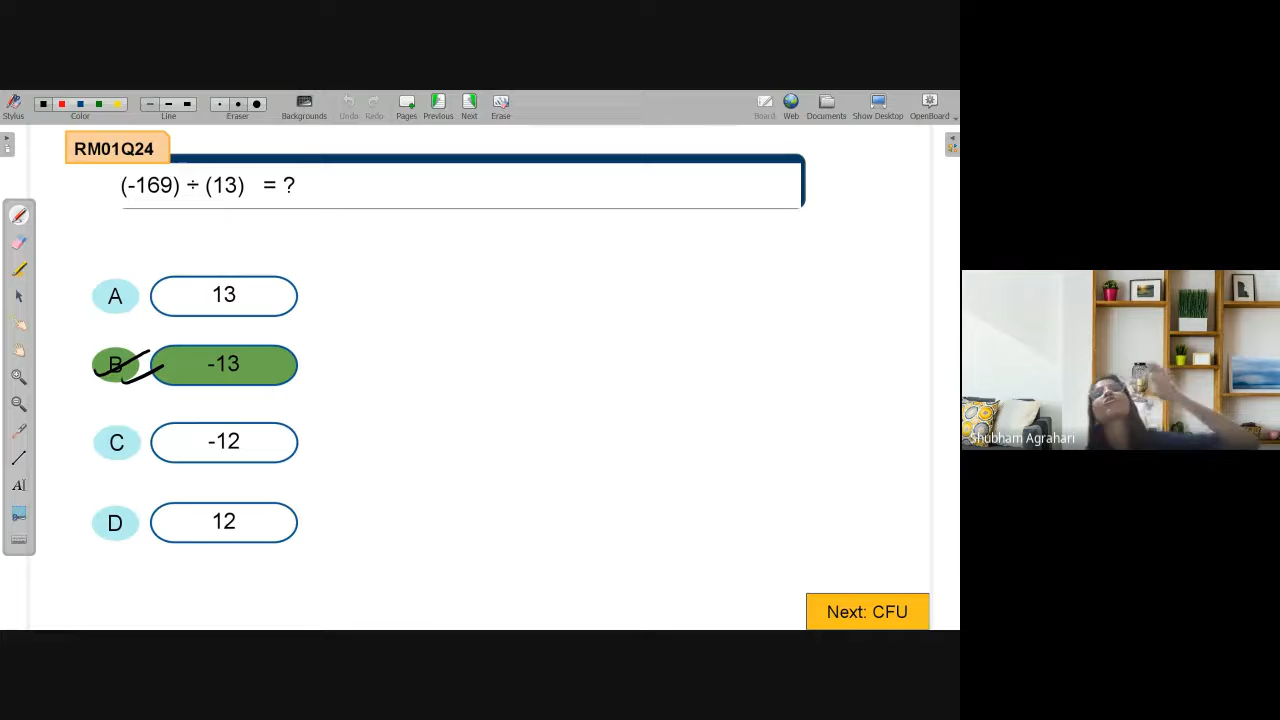 Stylus
Color
Line
Eraser
Backgrounds
Undo
Redo
Pages
Previous
Next
Erase
Board
Web
Documents
Show Desktop
OpenBoard
RM01Q24
(-169) ÷ (13) = ?
A 13
B -13
C -12
D 12
Next: CFU
Shubham Agrahari